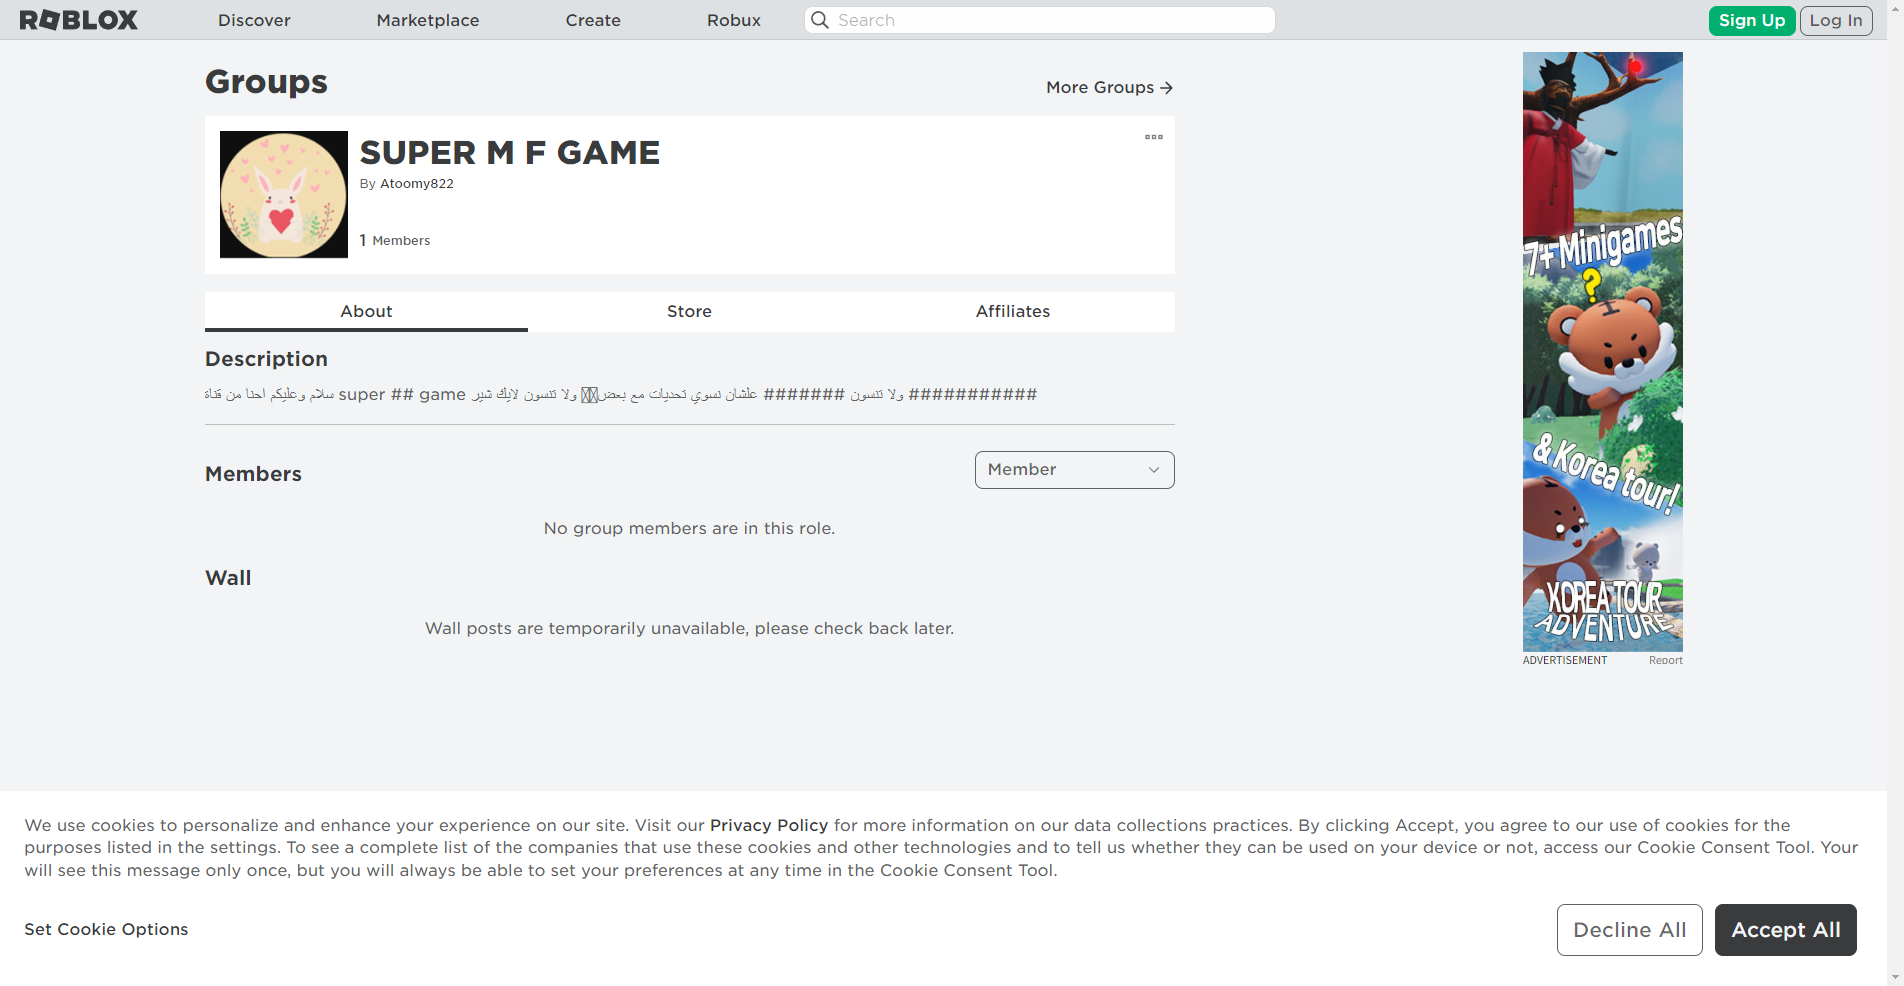 ROBLOX
Discover
Marketplace
Create
Robux
Search
Sign Up
Log In
Groups
More Groups
SUPER M F GAME
By Atoomy822
1 Members
About
Store
Affiliates
Description
سلام وعليكم احنا من قناة super ## game ولا تنسون لايك شير علشان نسوي تحديات مع بعض ####### ولا تنسون ###########
Members
Member
No group members are in this role.
Wall
Wall posts are temporarily unavailable, please check back later.
7+ Minigames
?
& Korea tour!
KOREA TOUR
ADVENTURE
ADVERTISEMENT
Report
We use cookies to personalize and enhance your experience on our site. Visit our Privacy Policy for more information on our data collections practices. By clicking Accept, you agree to our use of cookies for the
purposes listed in the settings. To see a complete list of the companies that use these cookies and other technologies and to tell us whether they can be used on your device or not, access our Cookie Consent Tool. Your
will see this message only once, but you will always be able to set your preferences at any time in the Cookie Consent Tool.
Set Cookie Options
Decline All
Accept All